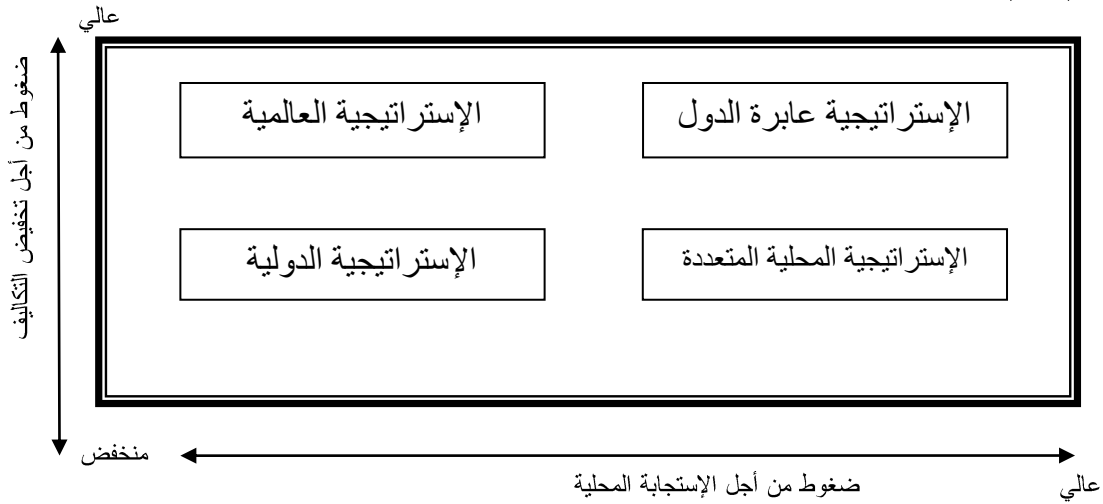 عالي
الإستراتيجية عابرة الدول
الإستراتيجية العالمية
ضغوط من أجل تخفيض التكاليف
الإستراتيجية المحلية المتعددة
الإستراتيجية الدولية
منخفض
عالي
ضغوط من أجل الإستجابة المحلية